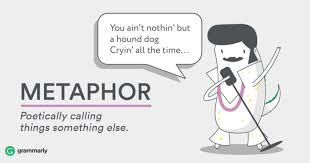 You ain't nothin' but
a hound dog
Cryin' all the time...
METAPHOR
Poetically calling
things something else.
grammarly